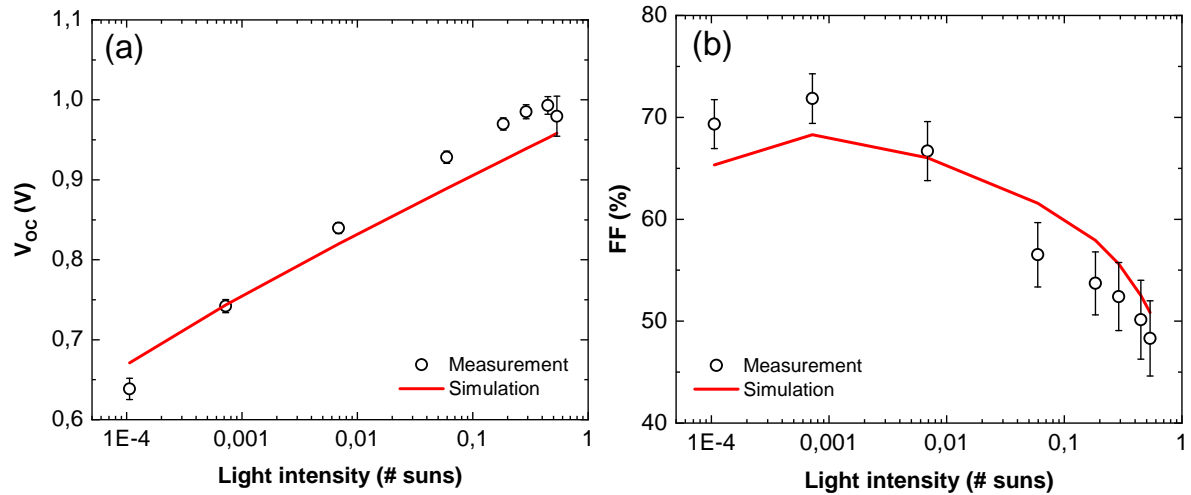 (a)
1,1
1,0
0,9
0,8
0,7
0,6
V_OC (V)
Measurement
Simulation
1E-4 0,001 0,01 0,1 1
Light intensity (# suns)
(b)
80
70
60
50
40
FF (%)
Measurement
Simulation
1E-4 0,001 0,01 0,1 1
Light intensity (# suns)